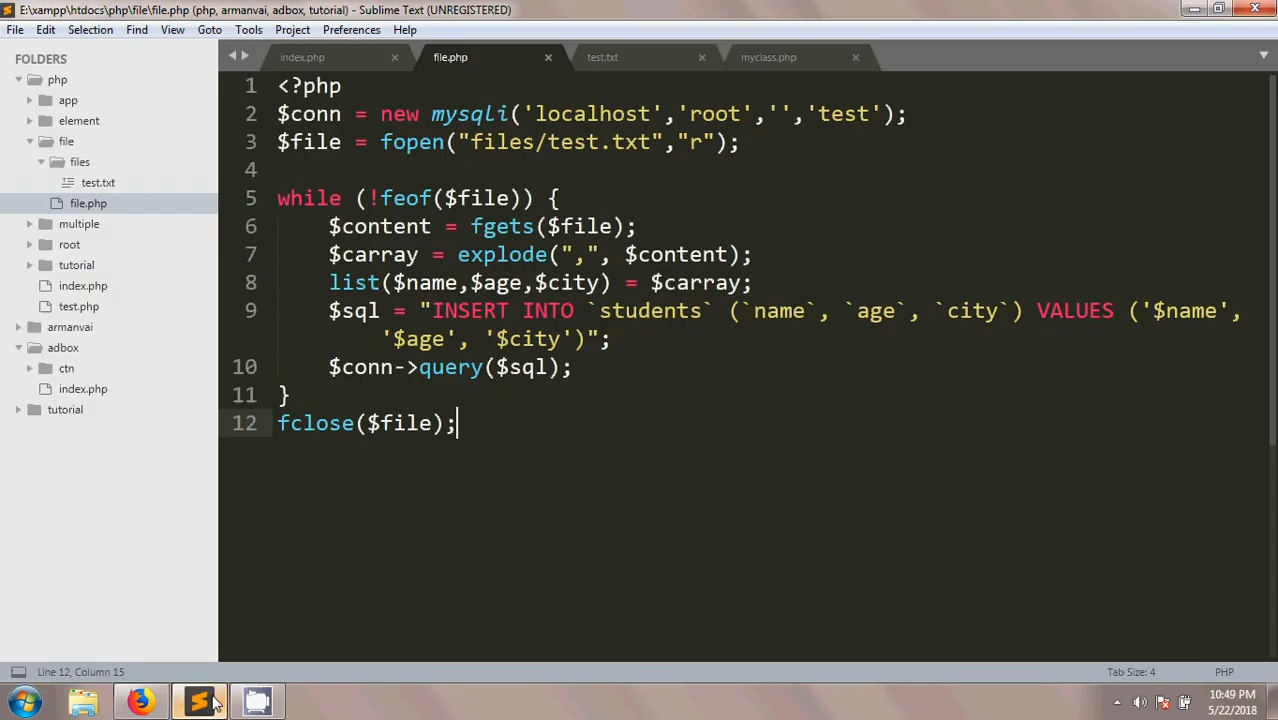 E:\xampp\htdocs\php\file\file.php (php, armanvai, adbox, tutorial) - Sublime Text (UNREGISTERED)
File Edit Selection Find View Goto Tools Project Preferences Help
FOLDERS
php
app
element
file
files
test.txt
file.php
multiple
root
tutorial
index.php
test.php
armanvai
adbox
ctn
index.php
tutorial
index.php file.php test.txt myclass.php
1 <?php
2 $conn = new mysqli('localhost','root','','test');
3 $file = fopen("files/test.txt","r");
4
5 while (!feof($file)) {
6 $content = fgets($file);
7 $carray = explode(",", $content);
8 list($name,$age,$city) = $carray;
9 $sql = "INSERT INTO `students` (`name`, `age`, `city`) VALUES ('$name',
'$age', '$city')";
10 $conn->query($sql);
11 }
12 fclose($file);
Line 12, Column 15 Tab Size: 4 PHP
10:49 PM
5/22/2018